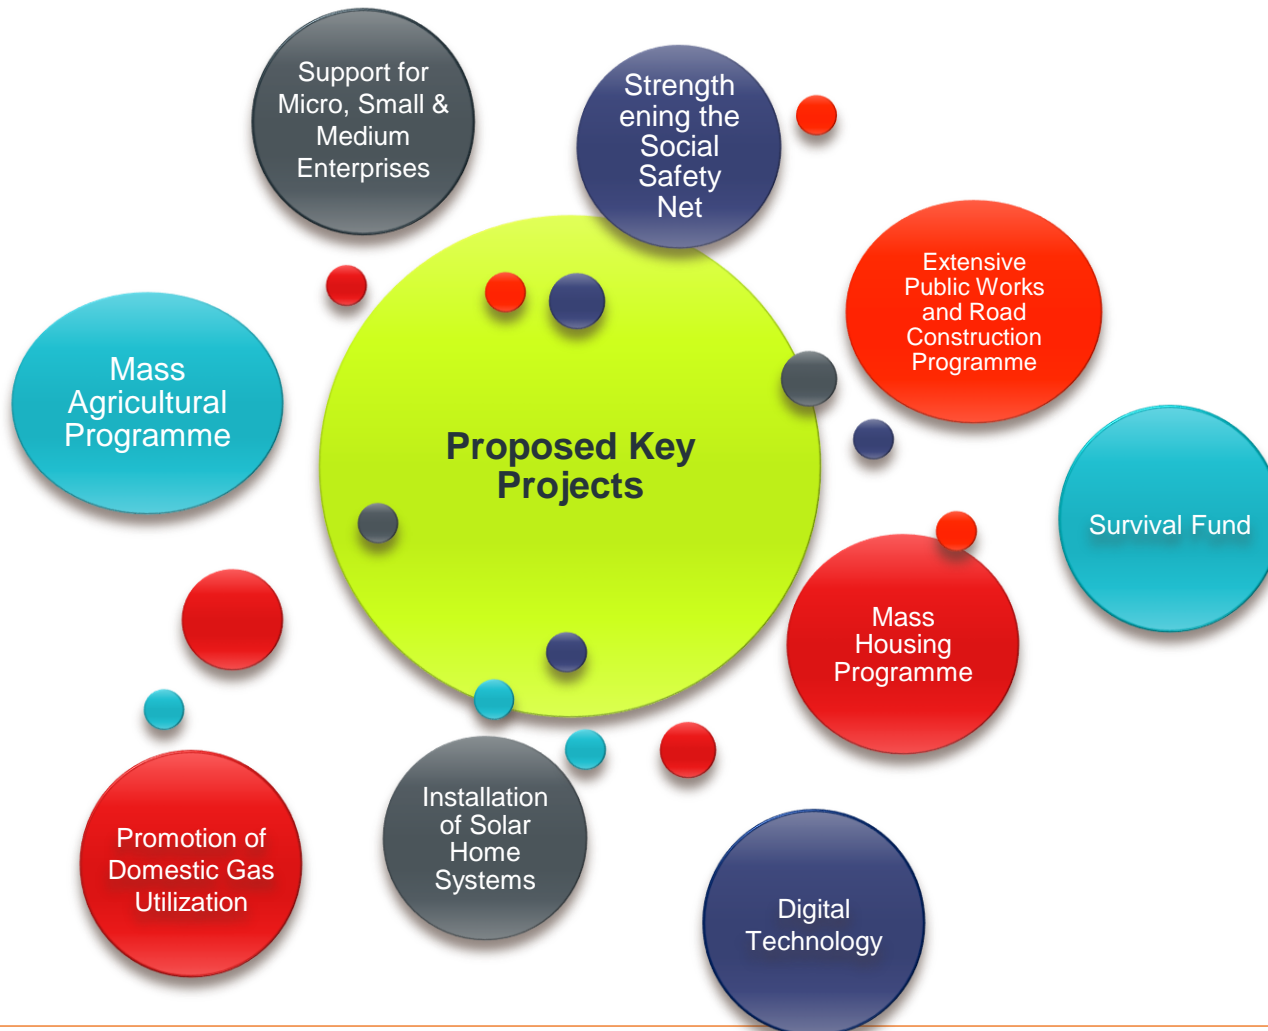 Support for
Micro, Small &
Medium
Enterprises
Strength
ening the
Social
Safety
Net
Extensive
Public Works
and Road
Construction
Programme
Mass
Agricultural
Programme
Proposed Key
Projects
Survival Fund
Mass
Housing
Programme
Installation
of Solar
Home
Systems
Promotion of
Domestic Gas
Utilization
Digital
Technology